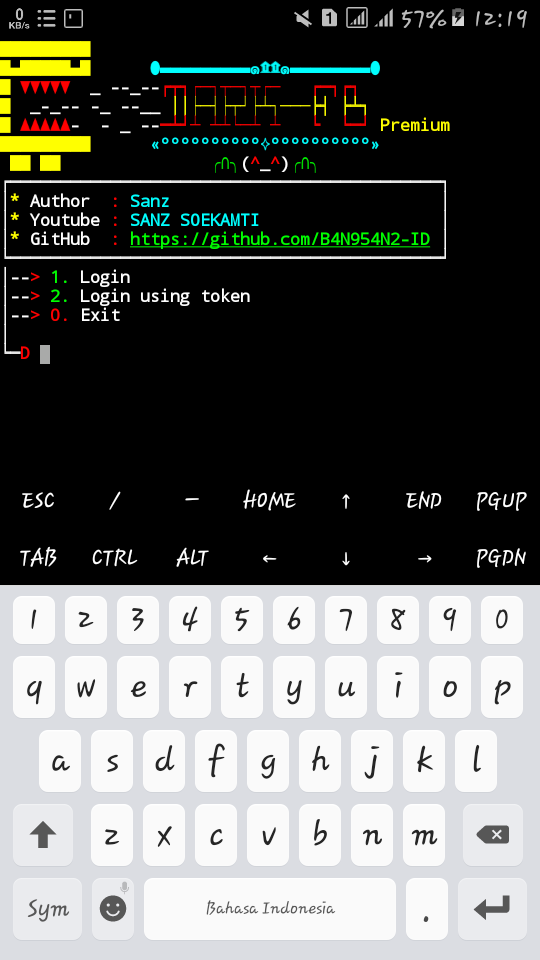 0
KB/s
1
57%
12:19
DARK-FB
Premium
(^_^)
* Author : Sanz
* Youtube : SANZ SOEKAMTI
* GitHub : https://github.com/B4N954N2-ID
--> 1. Login
--> 2. Login using token
--> 0. Exit
D
ESC / — HOME ↑ END PGUP
TAB CTRL ALT ← ↓ → PGDN
1 2 3 4 5 6 7 8 9 0
q w e r t y u i o p
a s d f g h j k l
z x c v b n m
Sym Bahasa Indonesia .